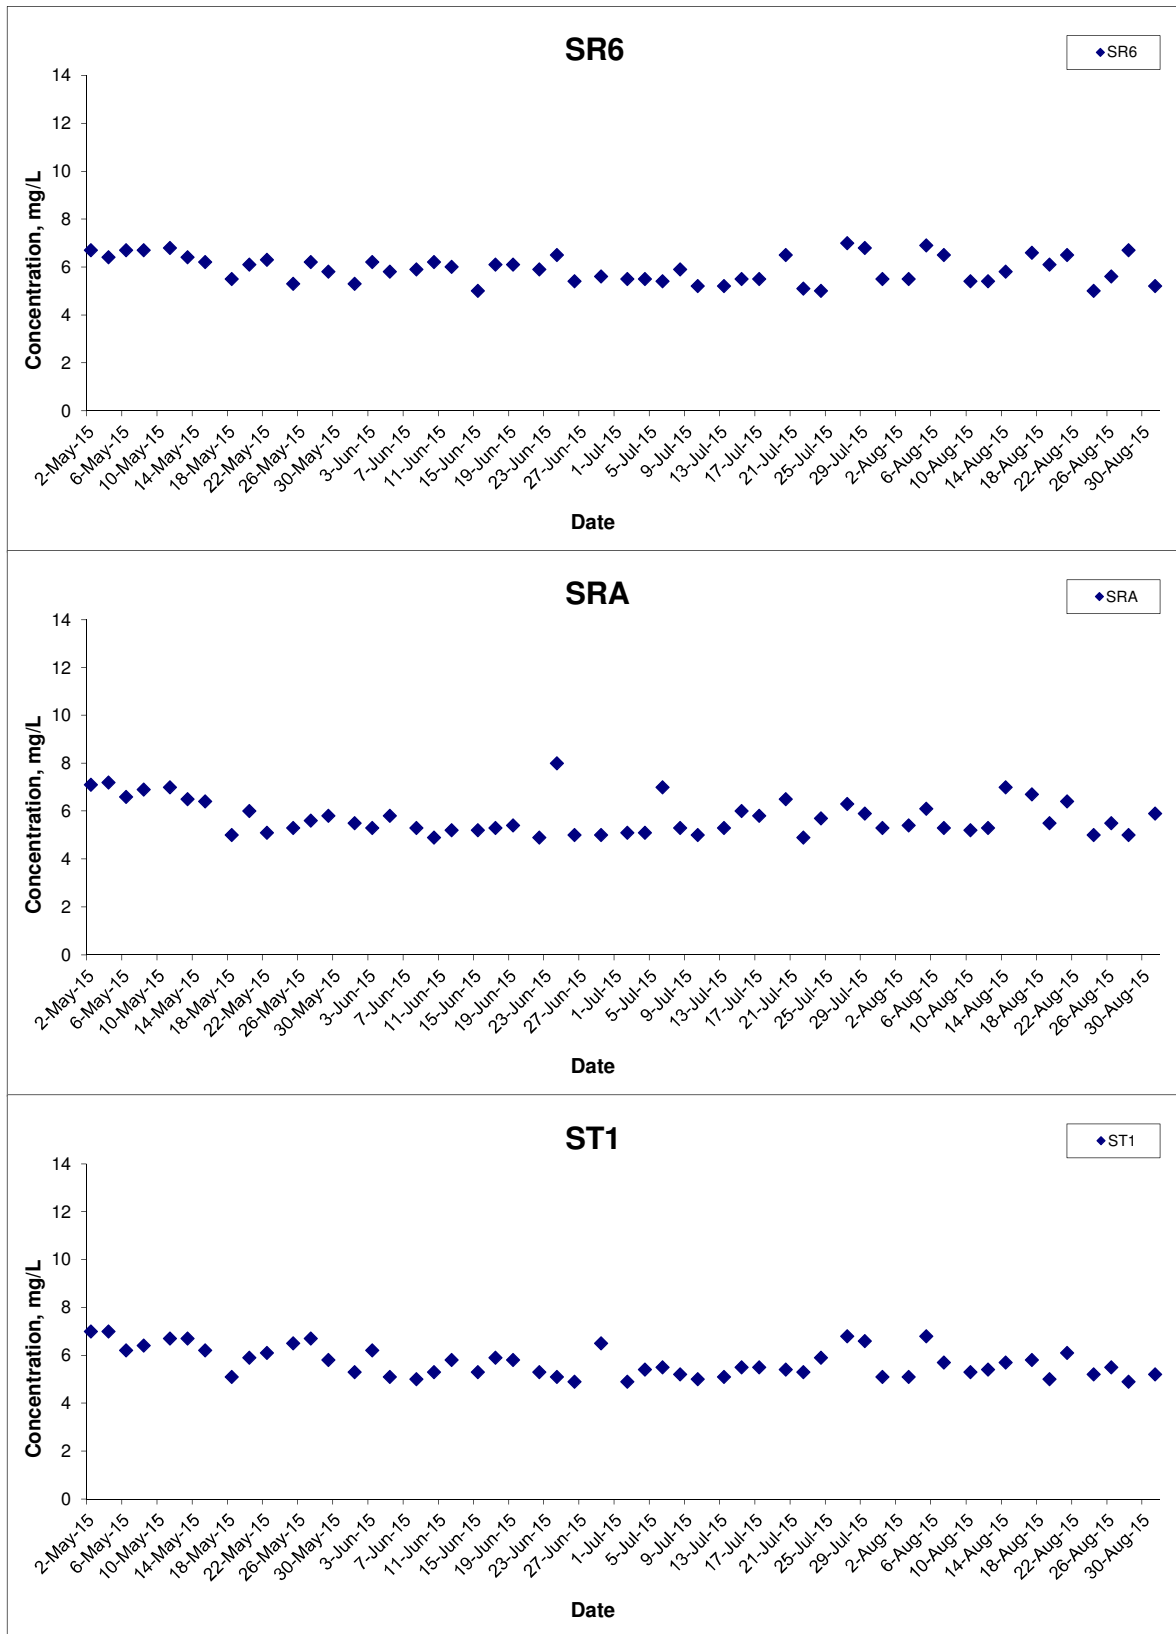 SR6
SR6
Concentration, mg/L
14
12
10
8
6
4
2
0
2-May-15
6-May-15
10-May-15
14-May-15
18-May-15
22-May-15
26-May-15
30-May-15
3-Jun-15
7-Jun-15
11-Jun-15
15-Jun-15
19-Jun-15
23-Jun-15
27-Jun-15
1-Jul-15
5-Jul-15
9-Jul-15
13-Jul-15
17-Jul-15
21-Jul-15
25-Jul-15
29-Jul-15
2-Aug-15
6-Aug-15
10-Aug-15
14-Aug-15
18-Aug-15
22-Aug-15
26-Aug-15
30-Aug-15
Date
SRA
SRA
Concentration, mg/L
14
12
10
8
6
4
2
0
2-May-15
6-May-15
10-May-15
14-May-15
18-May-15
22-May-15
26-May-15
30-May-15
3-Jun-15
7-Jun-15
11-Jun-15
15-Jun-15
19-Jun-15
23-Jun-15
27-Jun-15
1-Jul-15
5-Jul-15
9-Jul-15
13-Jul-15
17-Jul-15
21-Jul-15
25-Jul-15
29-Jul-15
2-Aug-15
6-Aug-15
10-Aug-15
14-Aug-15
18-Aug-15
22-Aug-15
26-Aug-15
30-Aug-15
Date
ST1
ST1
Concentration, mg/L
14
12
10
8
6
4
2
0
2-May-15
6-May-15
10-May-15
14-May-15
18-May-15
22-May-15
26-May-15
30-May-15
3-Jun-15
7-Jun-15
11-Jun-15
15-Jun-15
19-Jun-15
23-Jun-15
27-Jun-15
1-Jul-15
5-Jul-15
9-Jul-15
13-Jul-15
17-Jul-15
21-Jul-15
25-Jul-15
29-Jul-15
2-Aug-15
6-Aug-15
10-Aug-15
14-Aug-15
18-Aug-15
22-Aug-15
26-Aug-15
30-Aug-15
Date